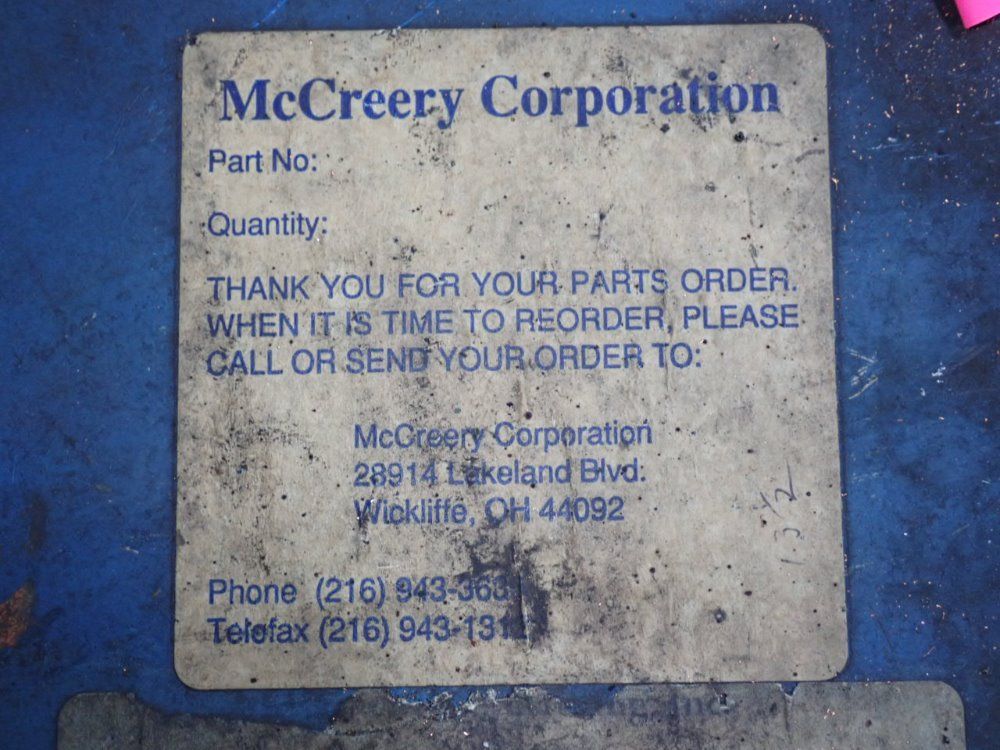 McCreery Corporation
Part No:
Quantity:
THANK YOU FOR YOUR PARTS ORDER.
WHEN IT IS TIME TO REORDER, PLEASE
CALL OR SEND YOUR ORDER TO:
McCreery Corporation
28914 Lakeland Blvd.
Wickliffe, OH 44092
Phone (216)
Telefax (216)